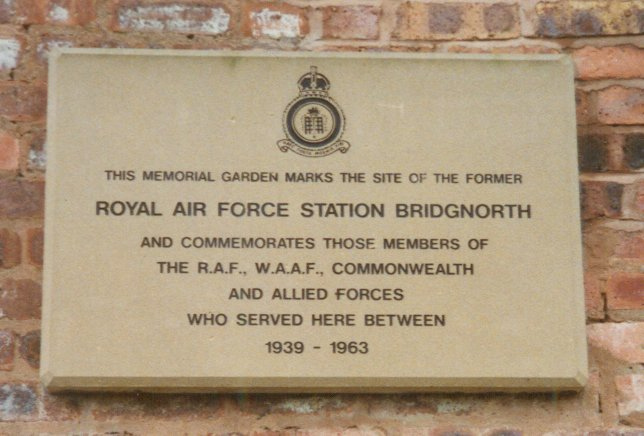 THIS MEMORIAL GARDEN MARKS THE SITE OF THE FORMER
ROYAL AIR FORCE STATION BRIDGNORTH
AND COMMEMORATES THOSE MEMBERS OF
THE R.A.F., W.A.A.F., COMMONWEALTH
AND ALLIED FORCES
WHO SERVED HERE BETWEEN
1939 - 1963